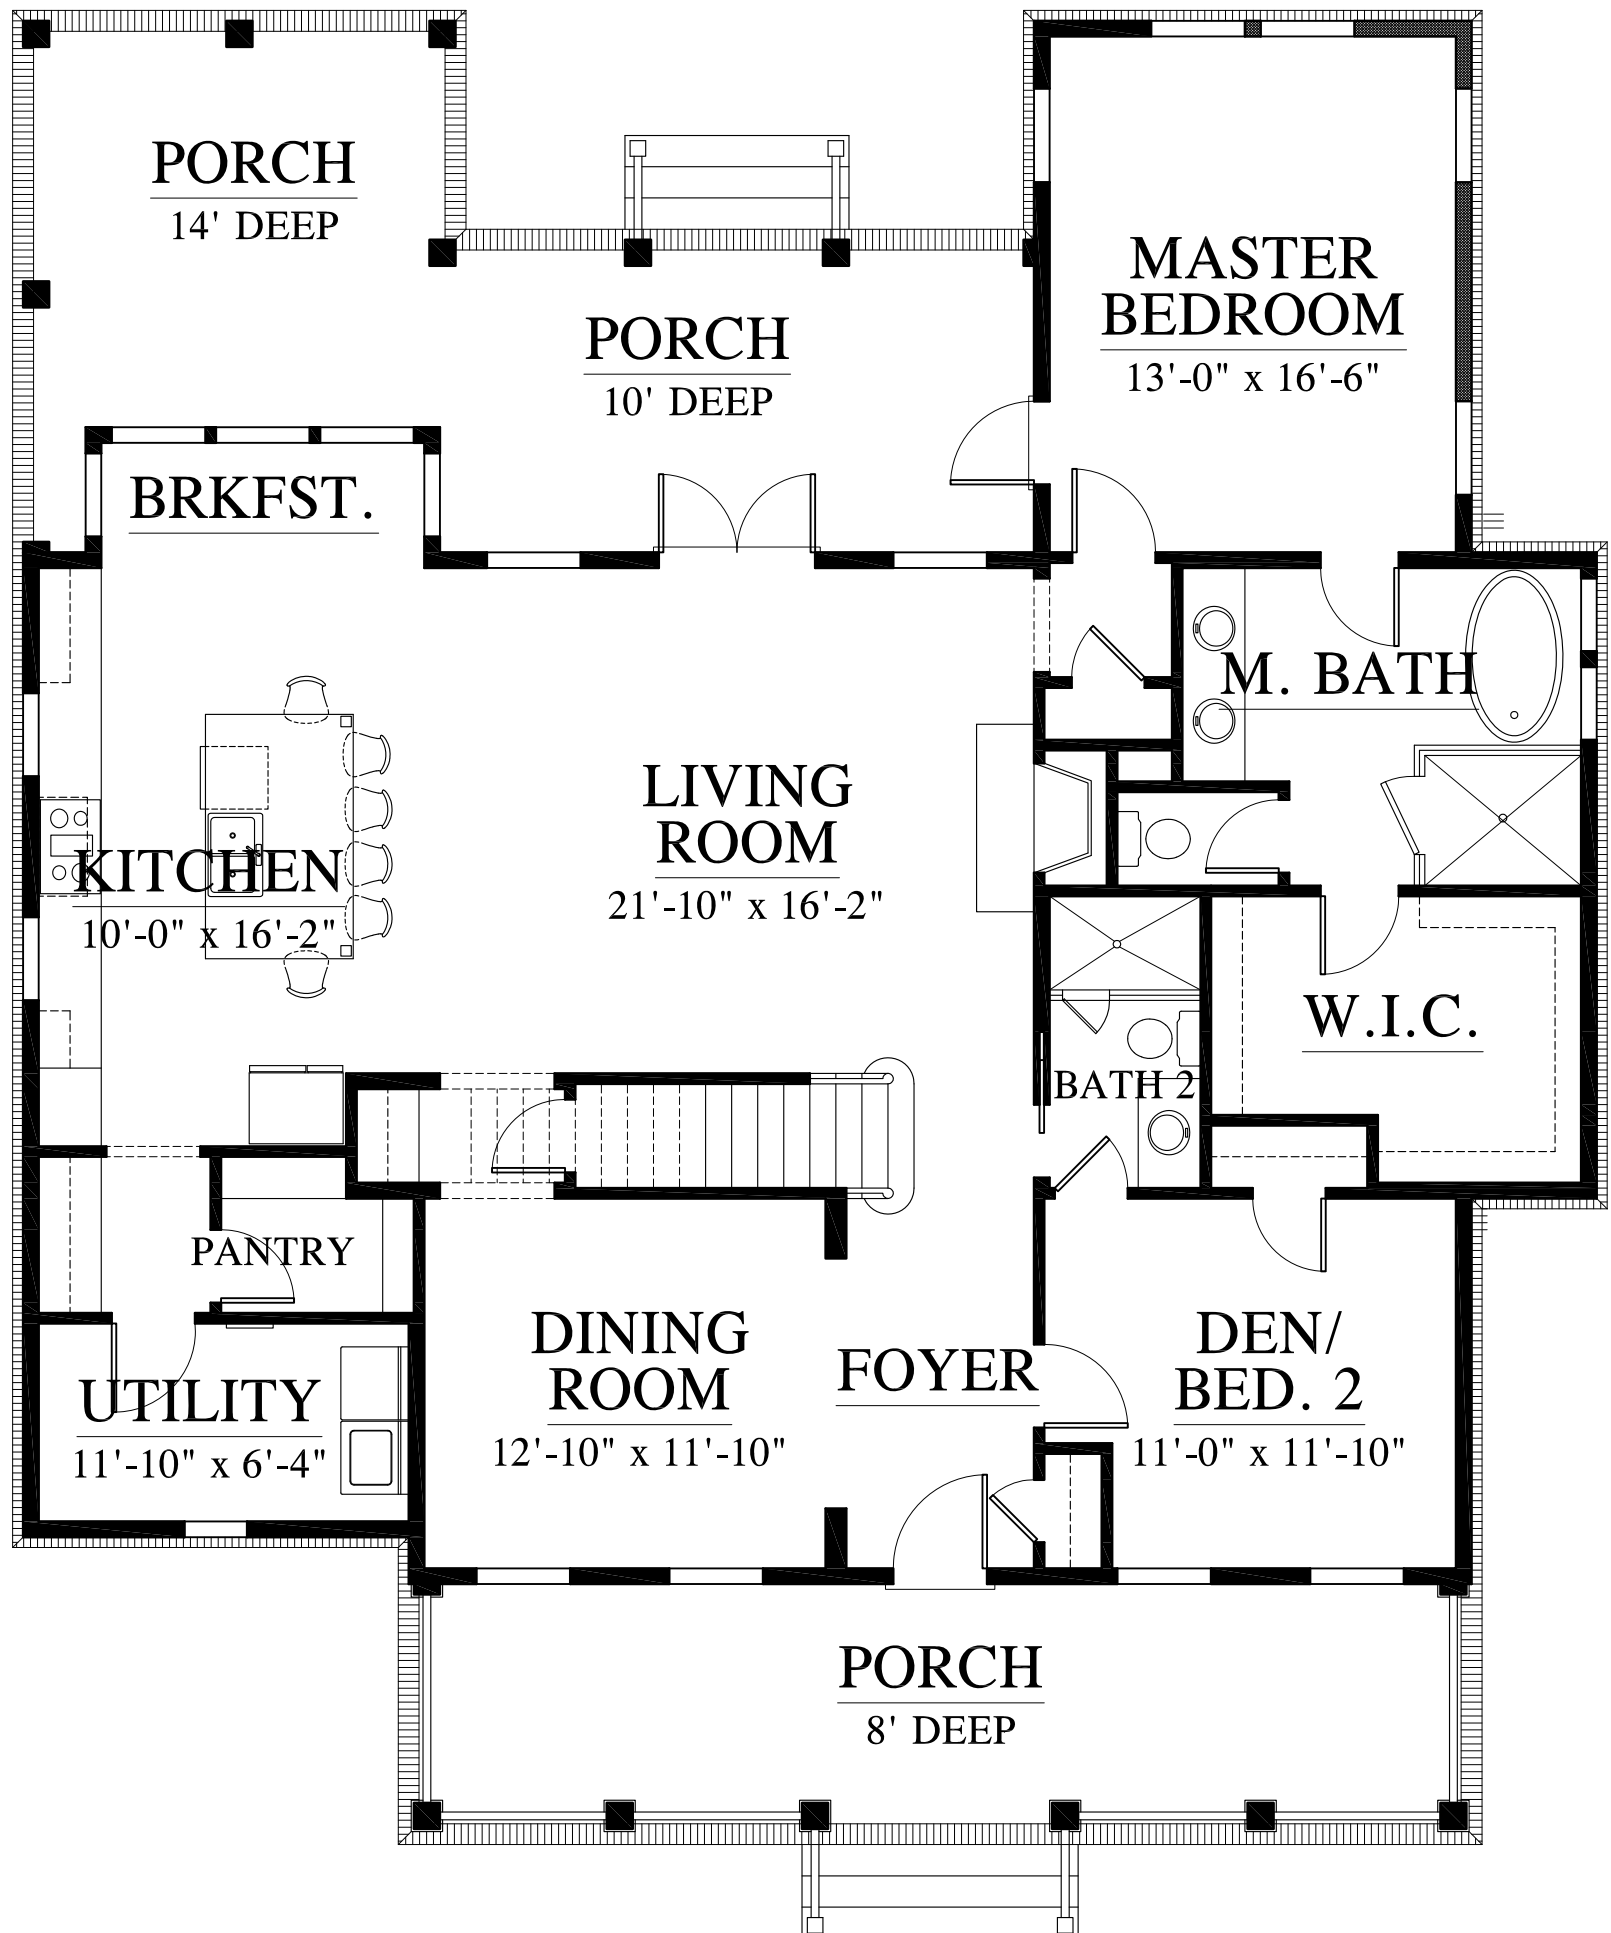 PORCH
14' DEEP
PORCH
10' DEEP
MASTER
BEDROOM
13'-0" x 16'-6"
BRKFST.
M. BATH
LIVING
ROOM
21'-10" x 16'-2"
KITCHEN
10'-0" x 16'-2"
W.I.C.
BATH 2
PANTRY
DINING
ROOM
12'-10" x 11'-10"
FOYER
DEN/
BED. 2
11'-0" x 11'-10"
UTILITY
11'-10" x 6'-4"
PORCH
8' DEEP